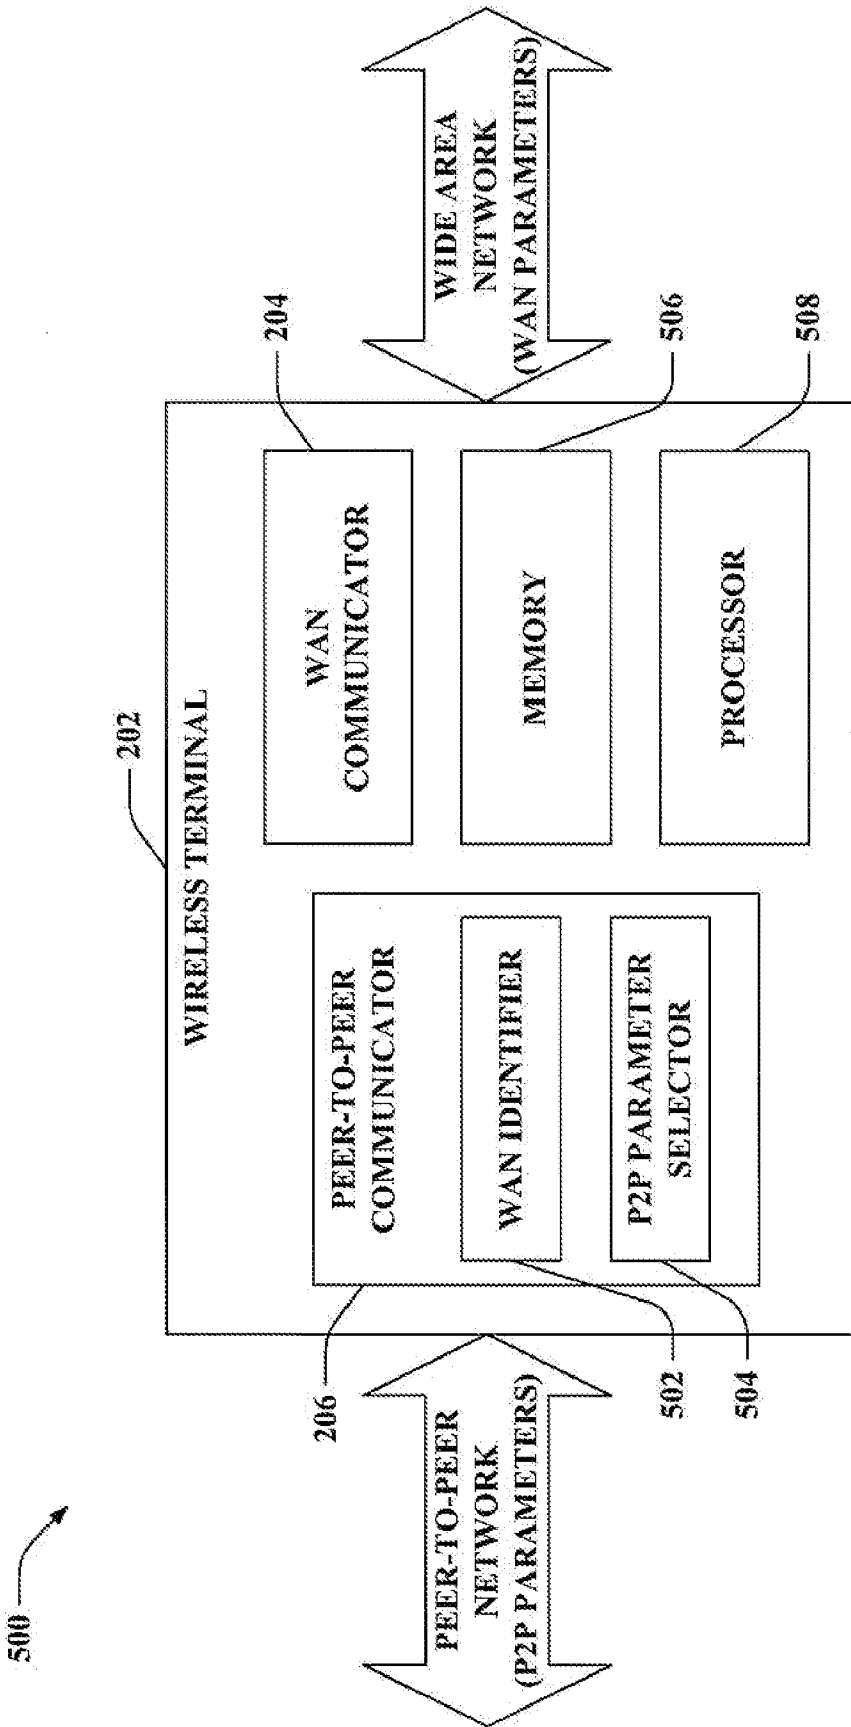 500
202
WIRELESS TERMINAL
206
PEER-TO-PEER
COMMUNICATOR
204
WAN
COMMUNICATOR
PEER-TO-PEER
NETWORK
(P2P PARAMETERS)
WAN IDENTIFIER
MEMORY
WIDE AREA
NETWORK
(WAN PARAMETERS)
502
506
P2P PARAMETER
SELECTOR
PROCESSOR
504
508